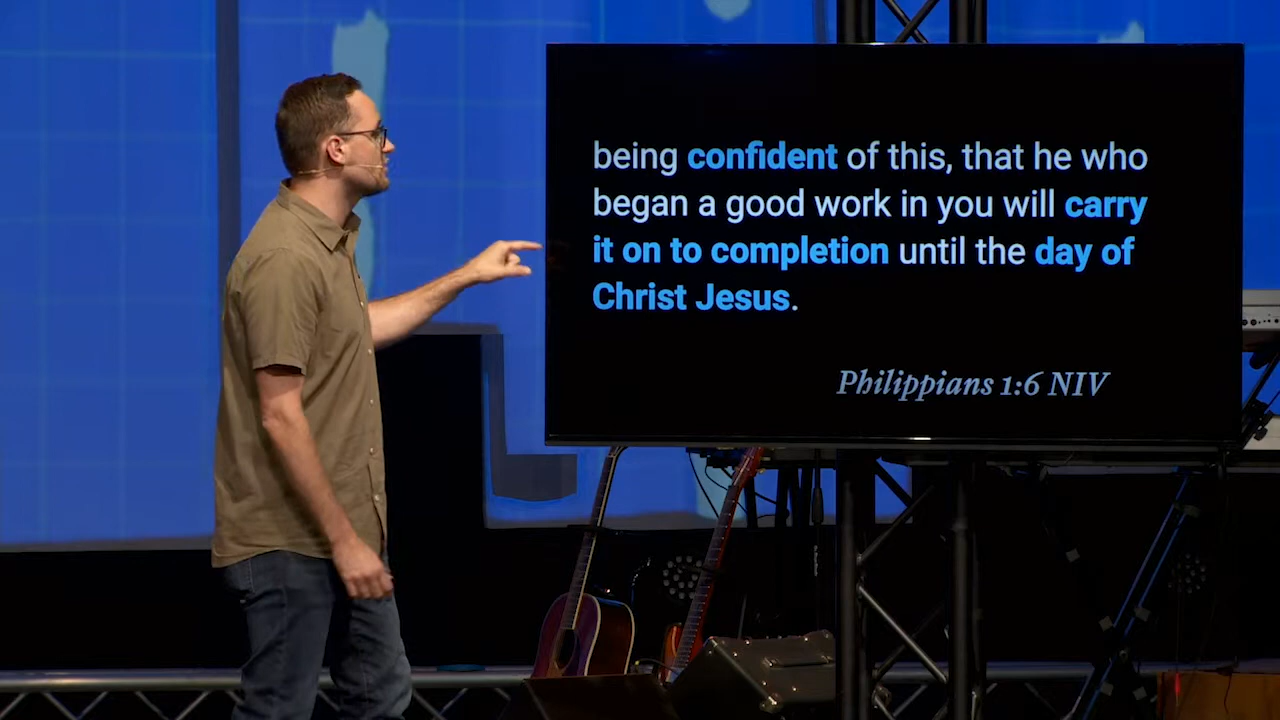 being confident of this, that he who
began a good work in you will carry
it on to completion until the day of
Christ Jesus.
Philippians 1:6 NIV